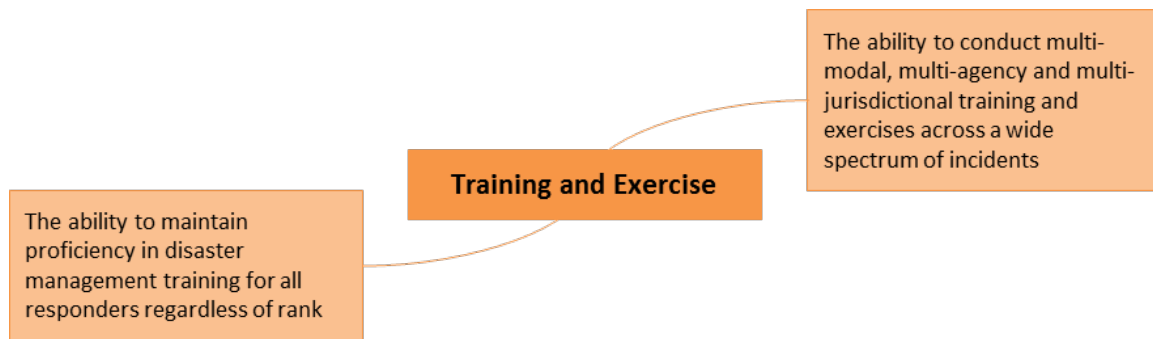 The ability to conduct multi-
modal, multi-agency and multi-
jurisdictional training and
exercises across a wide
spectrum of incidents
Training and Exercise
The ability to maintain
proficiency in disaster
management training for all
responders regardless of rank